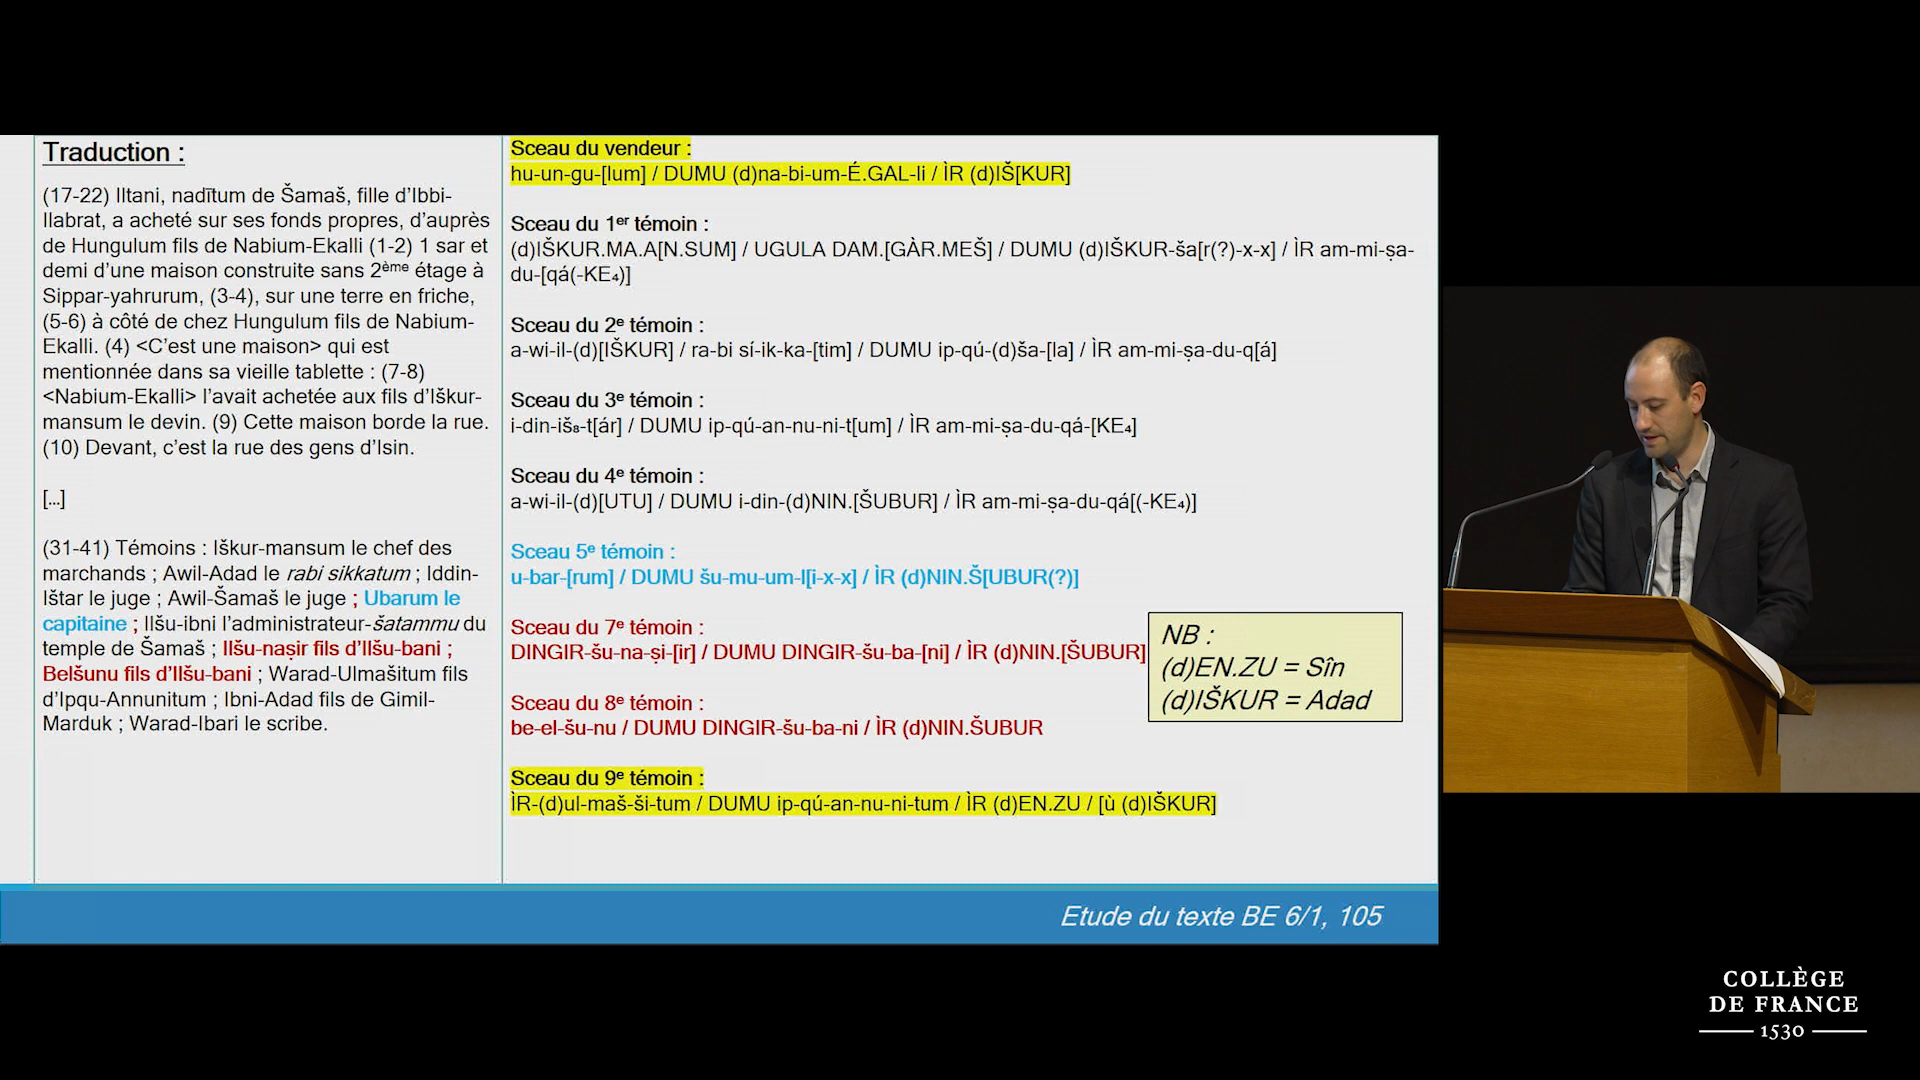 Traduction :
(17-22) Iltani, nadītum de Šamaš, fille d’Ibbi-
Ilabrat, a acheté sur ses fonds propres, d’auprès
de Hungulum fils de Nabium-Ekalli (1-2) 1 sar et
demi d’une maison construite sans 2ème étage à
Sippar-yahrurum, (3-4), sur une terre en friche,
(5-6) à côté de chez Hungulum fils de Nabium-
Ekalli. (4) <C’est une maison> qui est
mentionnée dans sa vieille tablette : (7-8)
<Nabium-Ekalli> l’avait achetée aux fils d’Iškur-
mansum le devin. (9) Cette maison borde la rue.
(10) Devant, c’est la rue des gens d’Isin.
[...]
(31-41) Témoins : Iškur-mansum le chef des
marchands ; Awil-Adad le rabi sikkatum ; Iddin-
Ištar le juge ; Awil-Šamaš le juge ; Ubarum le
capitaine ; Ilšu-ibni l’administrateur-šatammu du
temple de Šamaš ; Ilšu-naṣir fils d’Ilšu-bani ;
Belšunu fils d’Ilšu-bani ; Warad-Ulmašitum fils
d’Ipqu-Annunitum ; Ibni-Adad fils de Gimil-
Marduk ; Warad-Ibari le scribe.
Sceau du vendeur :
hu-un-gu-[lum] / DUMU (d)na-bi-um-É.GAL-li / ÌR (d)IŠ[KUR]
Sceau du 1er témoin :
(d)IŠKUR.MA.A[N.SUM] / UGULA DAM.[GÀR.MEŠ] / DUMU (d)IŠKUR-ša[r(?)-x-x] / ÌR am-mi-ṣa-
du-[qá(-KE₄)]
Sceau du 2e témoin :
a-wi-il-(d)[IŠKUR] / ra-bi sí-ik-ka-[tim] / DUMU ip-qú-(d)ša-[la] / ÌR am-mi-ṣa-du-q[á]
Sceau du 3e témoin :
i-din-iš₈-t[ár] / DUMU ip-qú-an-nu-ni-t[um] / ÌR am-mi-ṣa-du-qá-[KE₄]
Sceau du 4e témoin :
a-wi-il-(d)[UTU] / DUMU i-din-(d)NIN.[ŠUBUR] / ÌR am-mi-ṣa-du-qá[(-KE₄)]
Sceau 5e témoin :
u-bar-[rum] / DUMU šu-mu-um-l[i-x-x] / ÌR (d)NIN.Š[UBUR(?)]
Sceau du 7e témoin :
DINGIR-šu-na-ṣi-[ir] / DUMU DINGIR-šu-ba-[ni] / ÌR (d)NIN.[ŠUBUR]
Sceau du 8e témoin :
be-el-šu-nu / DUMU DINGIR-šu-ba-ni / ÌR (d)NIN.ŠUBUR
Sceau du 9e témoin :
ÌR-(d)ul-maš-ši-tum / DUMU ip-qú-an-nu-ni-tum / ÌR (d)EN.ZU / [ù (d)IŠKUR]
NB :
(d)EN.ZU = Sîn
(d)IŠKUR = Adad
Etude du texte BE 6/1, 105
COLLÈGE
DE FRANCE
1530